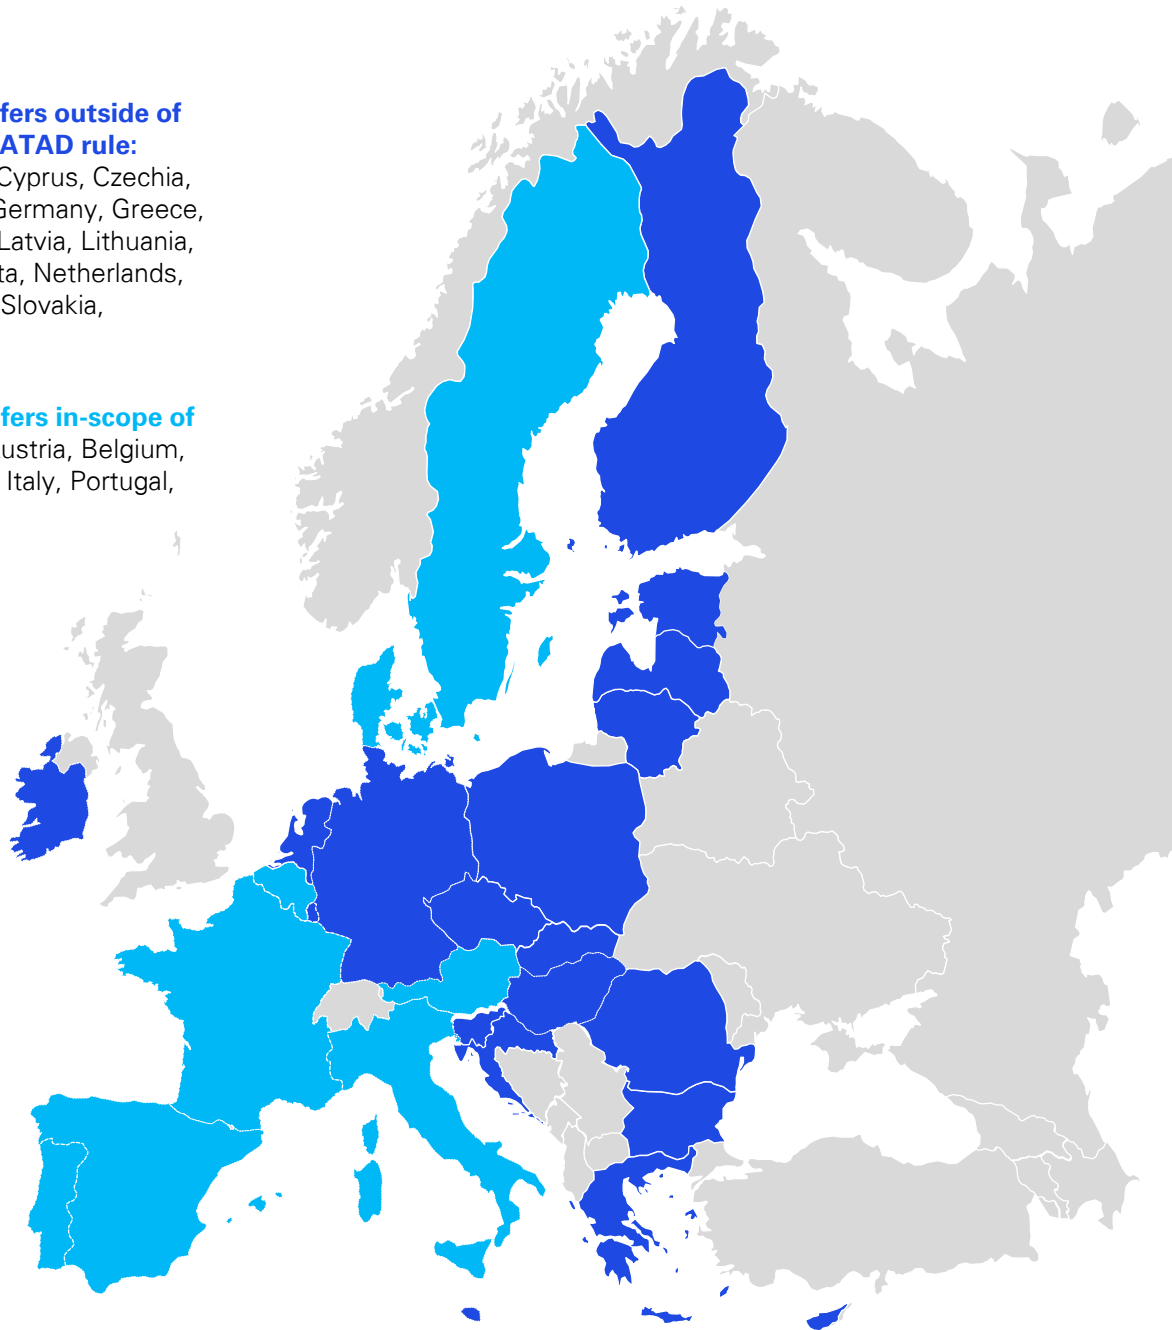 fers outside of
ATAD rule:
Cyprus, Czechia,
Germany, Greece,
Latvia, Lithuania,
ta, Netherlands,
Slovakia,
fers in-scope of
ustria, Belgium,
Italy, Portugal,